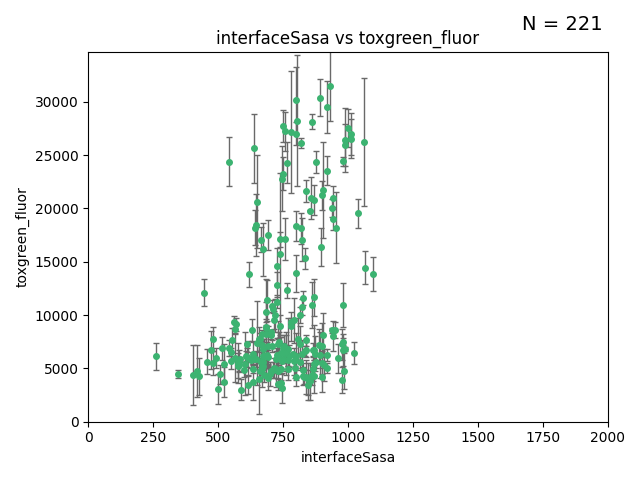 N = 221
interfaceSasa vs toxgreen_fluor
30000
25000
20000
15000
10000
5000
0
toxgreen_fluor
0 250 500 750 1000 1250 1500 1750 2000
interfaceSasa